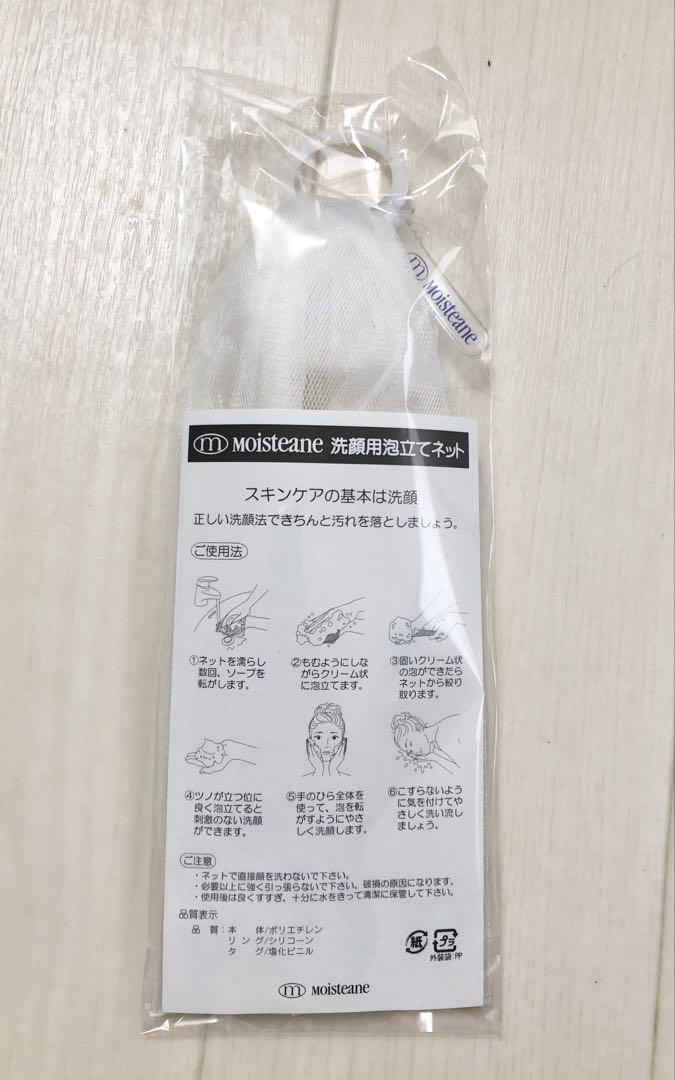 m Moisteane
m Moisteane 洗顔用泡立てネット
スキンケアの基本は洗顔
正しい洗顔法できちんと汚れを落としましょう。
ご使用法
①ネットを濡らし
数回、ソープを
転がします。
②もむようにしな
がらクリーム状
に泡立てます。
③固いクリーム状
の泡ができたら
ネットから絞り
取ります。
④ツノが立つ位に
良く泡立てると
刺激のない洗顔
ができます。
⑤手のひら全体を
使って、泡を転
がすようにやさ
しく洗顔します。
⑥こすらないよう
に気を付けてや
さしく洗い流し
ましょう。
ご注意
・ネットで直接顔を洗わないで下さい。
・必要以上に強く引っ張らないで下さい。破損の原因になります。
・使用後は良くすすぎ、十分に水をきって清潔に保管して下さい。
品質表示
品 質:本 体/ポリエチレン
リング/シリコーン
タ グ/塩化ビニル
紙 プラ
外装袋:PP
m Moisteane